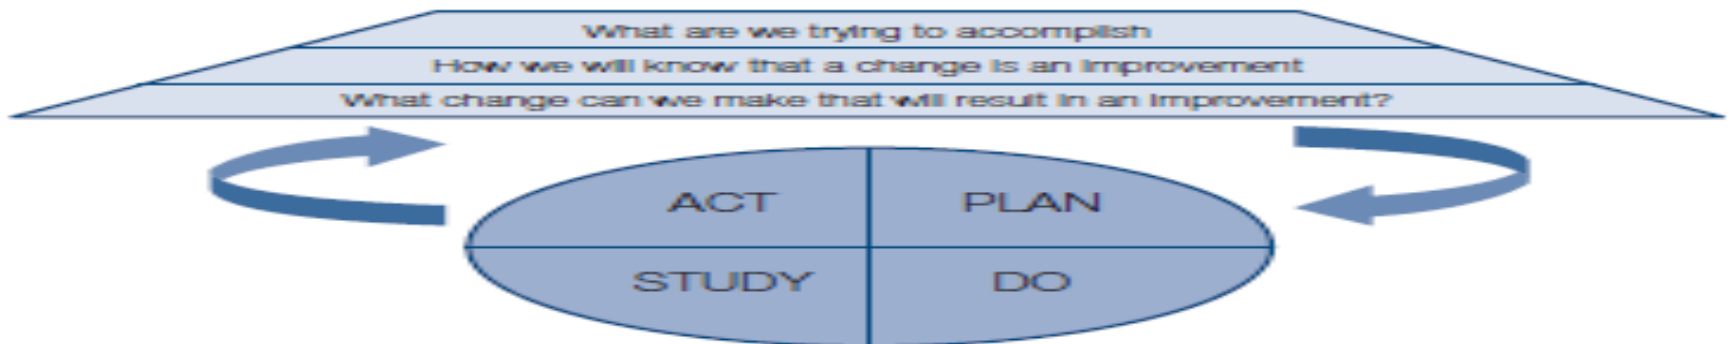 What are we trying to accomplish
How we will know that a change is an improvement
What change can we make that will result in an improvement?
ACT PLAN
STUDY DO